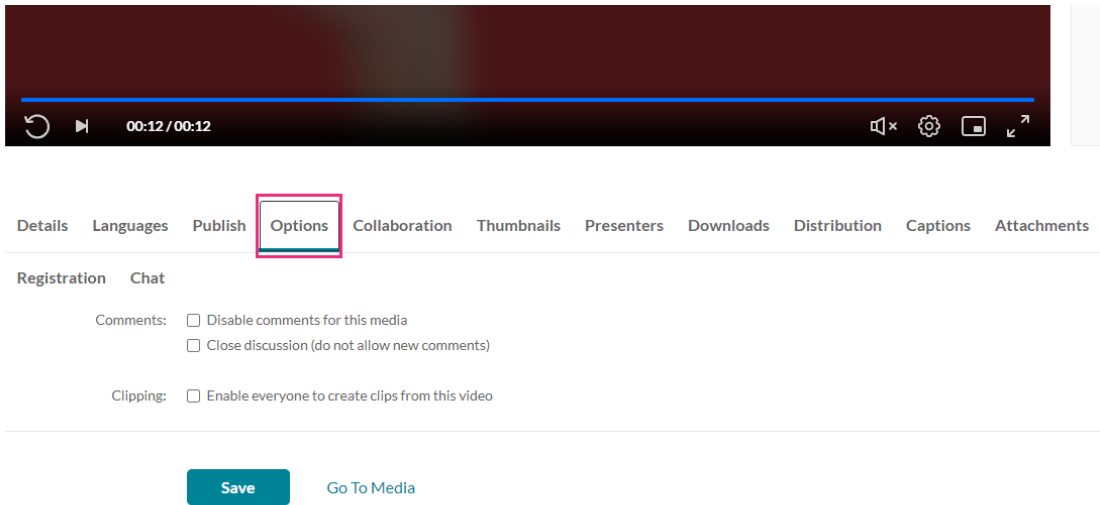 00:12 / 00:12
Details Languages Publish Options Collaboration Thumbnails Presenters Downloads Distribution Captions Attachments
Registration Chat
Comments: Disable comments for this media
Close discussion (do not allow new comments)
Clipping: Enable everyone to create clips from this video
Save Go To Media